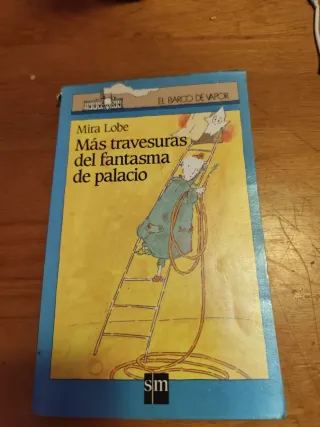 EL BARCO DE VAPOR
Mira Lobe
Más travesuras
del fantasma
de palacio
sm